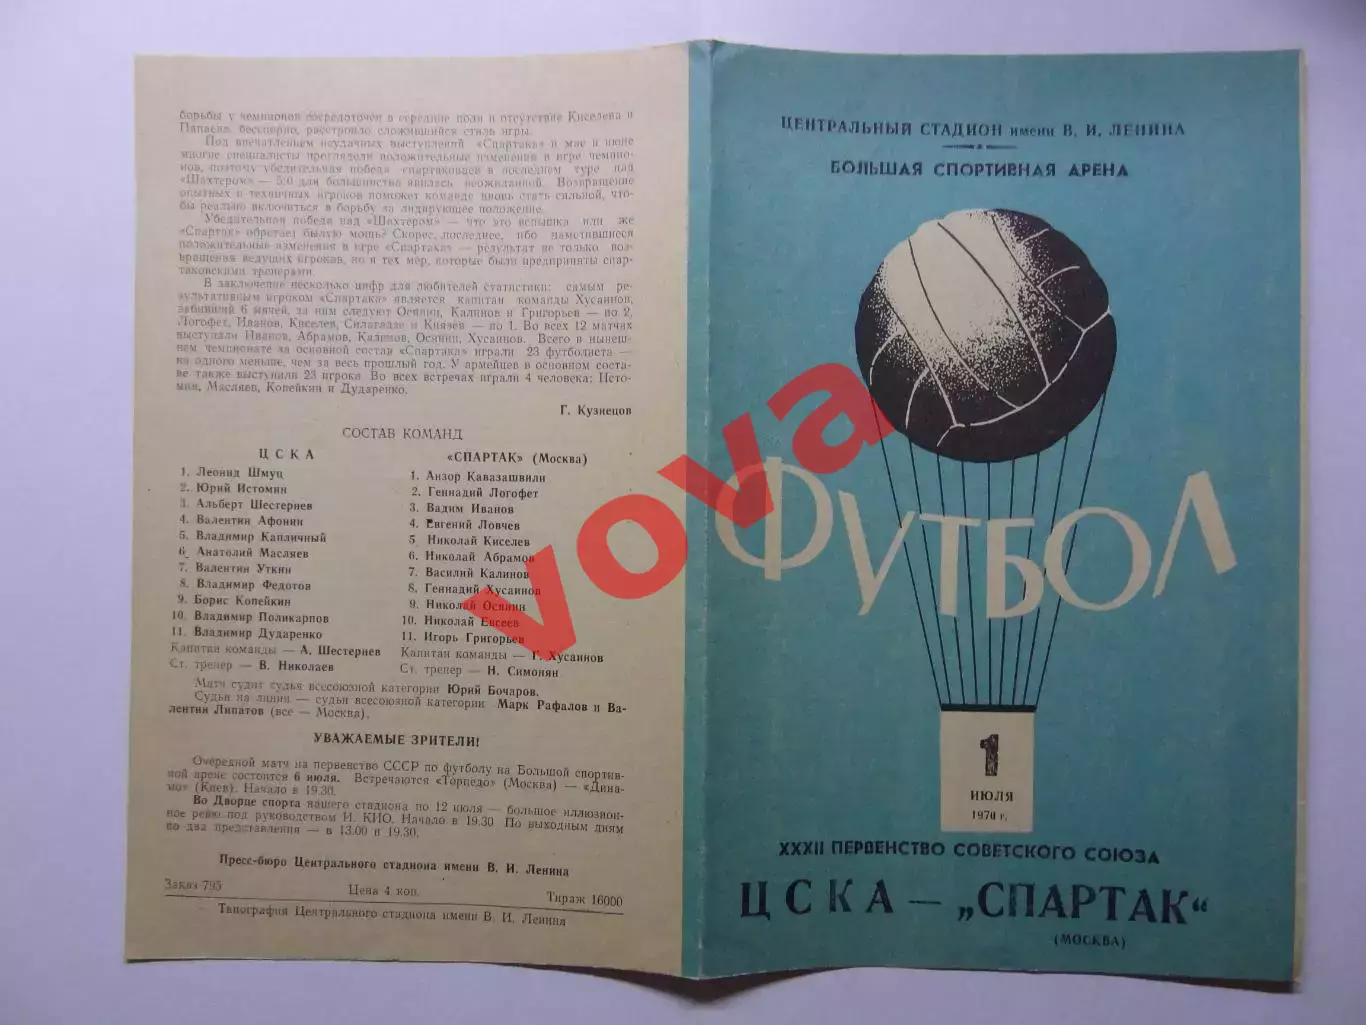 борьбы у чемпионов сосредоточен в середине поля и отсутствие Киселева и
Папаева, бесспорно, расстроило сложившийся стиль игры.
Под впечатлением неудачных выступлений «Спартака» в мае и июне
многие специалисты проглядели положительные изменения в игре чемпио-
нов, поэтому убедительная победа спартаковцев в последнем туре над
«Шахтером» — 5:0 для большинства явилась неожиданной. Возвращение
опытных и техничных игроков поможет команде вновь стать сильной, что-
бы реально включиться в борьбу за лидирующее положение.
Убедительная победа над «Шахтером» — что это вспышка или же
«Спартак» обретает былую мощь? Скорее, последнее, ибо наметившиеся
положительные изменения в игре «Спартака» — результат не только воз-
вращения ведущих игроков, но и тех мер, которые были предприняты спар-
таковскими тренерами.
В заключение несколько цифр для любителей статистики: самым ре-
зультативным игроком «Спартака» является капитан команды Хусаинов,
забивший 6 мячей, за ним следуют Осянин, Калинов и Григорьев — по 2,
Логофет, Иванов, Киселев, Силагадзе и Князев — по 1. Во всех 12 матчах
выступали Иванов, Абрамов, Калинов, Осянин, Хусаинов. Всего в нынеш-
нем чемпионате за основной состав «Спартака» играли 23 футболиста —
на одного меньше, чем за весь прошлый год. У армейцев в основном соста-
ве также выступили 23 игрока. Во всех встречах играли 4 человека: Исто-
мин, Масляев, Копейкин и Дударенко.
Г. Кузнецов
СОСТАВ КОМАНД
ЦСКА
1. Леонид Шмуц
2. Юрий Истомин
3. Альберт Шестернев
4. Валентин Афонин
5. Владимир Капличный
6. Анатолий Масляев
7. Валентин Уткин
8. Владимир Федотов
9. Борис Копейкин
10. Владимир Поликарпов
11. Владимир Дударенко
Капитан команды — А. Шестернев
Ст. тренер — В. Николаев
«СПАРТАК» (Москва)
1. Анзор Кавазашвили
2. Геннадий Логофет
3. Вадим Иванов
4. Евгений Ловчев
5 Николай Киселев
6. Николай Абрамов
7. Василий Калинов
8. Геннадий Хусаинов
9. Николай Осянин
10. Николай Евсеев
11. Игорь Григорьев
Капитан команды — Г. Хусаинов
Ст. тренер — Н. Симонян
Матч судит судья всесоюзной категории Юрий Бочаров.
Судьи на линии — судьи всесоюзной категории Марк Рафалов и Ва-
лентин Липатов (все — Москва).
УВАЖАЕМЫЕ ЗРИТЕЛИ!
Очередной матч на первенство СССР по футболу на Большой спортив-
ной арене состоится 6 июля. Встречаются «Торпедо» (Москва) — «Дина-
мо» (Киев). Начало в 19.30.
Во Дворце спорта нашего стадиона по 12 июля — большое иллюзион-
ное ревю под руководством И. КИО. Начало в 19.30 По выходным дням
по два представления — в 13.00 и 19.30.
Пресс-бюро Центрального стадиона имени В. И. Ленина
Заказ 795 Цена 4 коп. Тираж 16000
Типография Центрального стадиона имени В. И. Ленина
ЦЕНТРАЛЬНЫЙ СТАДИОН имени В. И. ЛЕНИНА
БОЛЬШАЯ СПОРТИВНАЯ АРЕНА
ФУТБОЛ
1
ИЮЛЯ
1970 г.
XXXII ПЕРВЕНСТВО СОВЕТСКОГО СОЮЗА
ЦСКА — „СПАРТАК“
(МОСКВА)
vova